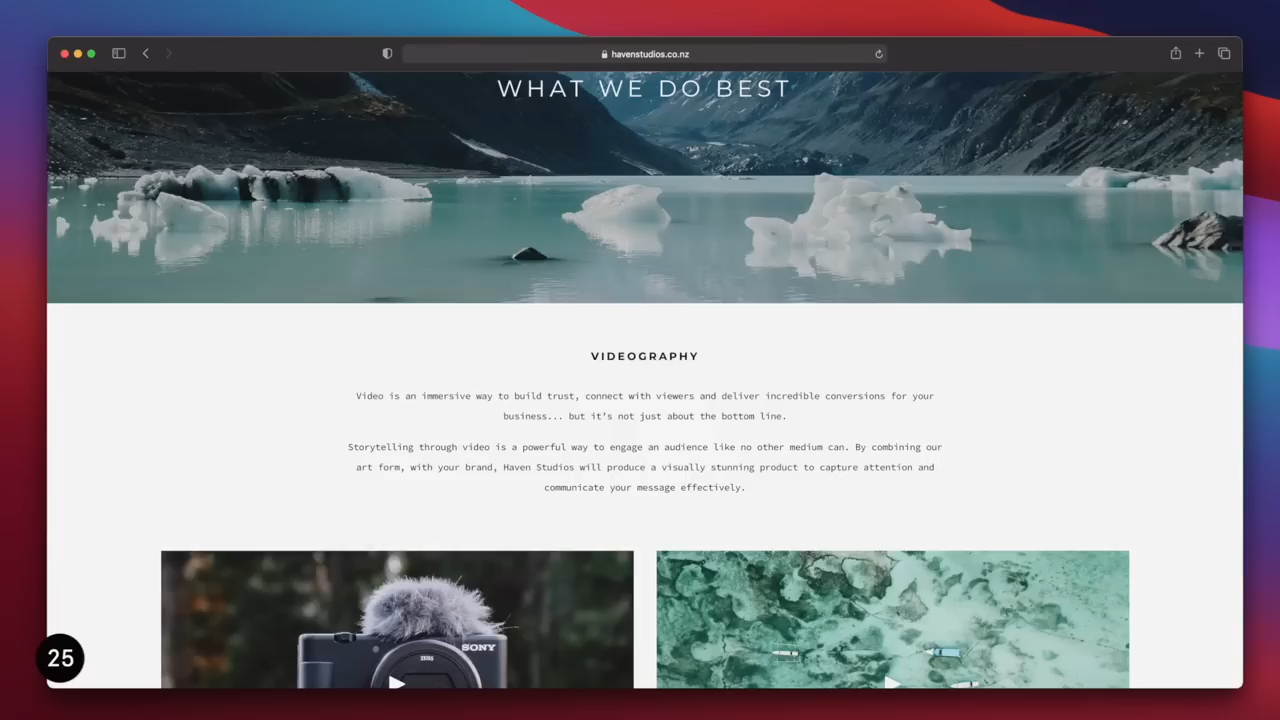 havenstudios.co.nz
WHAT WE DO BEST
VIDEOGRAPHY
Video is an immersive way to build trust, connect with viewers and deliver incredible conversions for your
business... but it's not just about the bottom line.
Storytelling through video is a powerful way to engage an audience like no other medium can. By combining our
art form, with your brand, Haven Studios will produce a visually stunning product to capture attention and
communicate your message effectively.
SONY
ZEISS
25